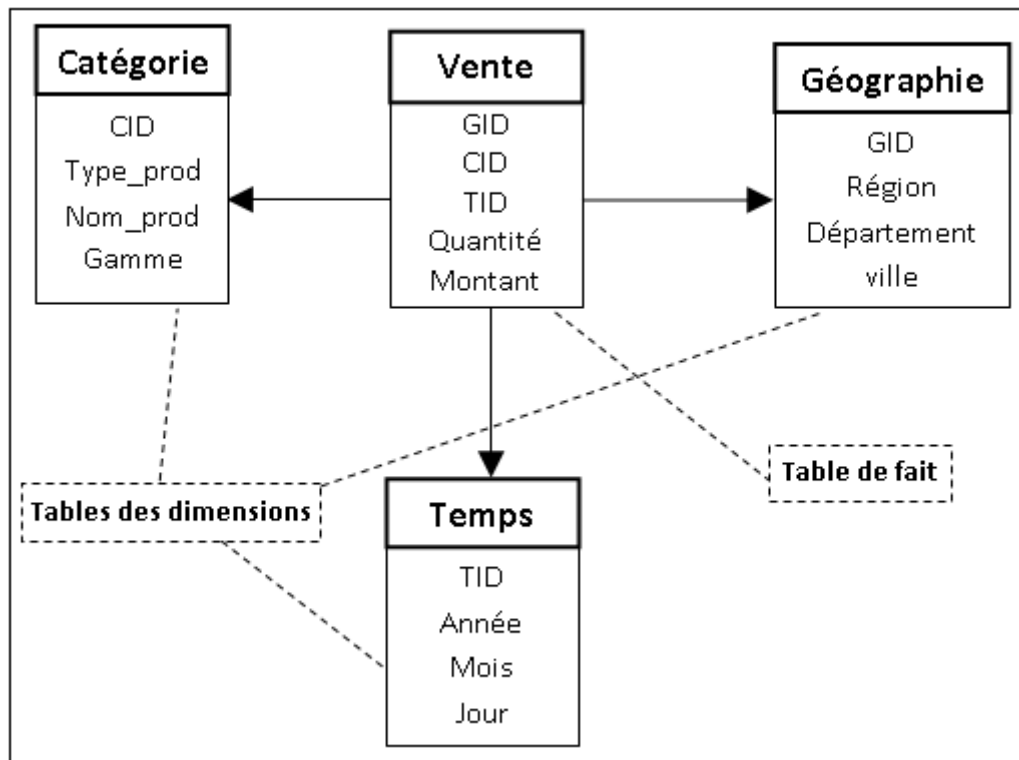 Catégorie
CID
Type_prod
Nom_prod
Gamme
Vente
GID
CID
TID
Quantité
Montant
Géographie
GID
Région
Département
ville
Tables des dimensions
Table de fait
Temps
TID
Année
Mois
Jour